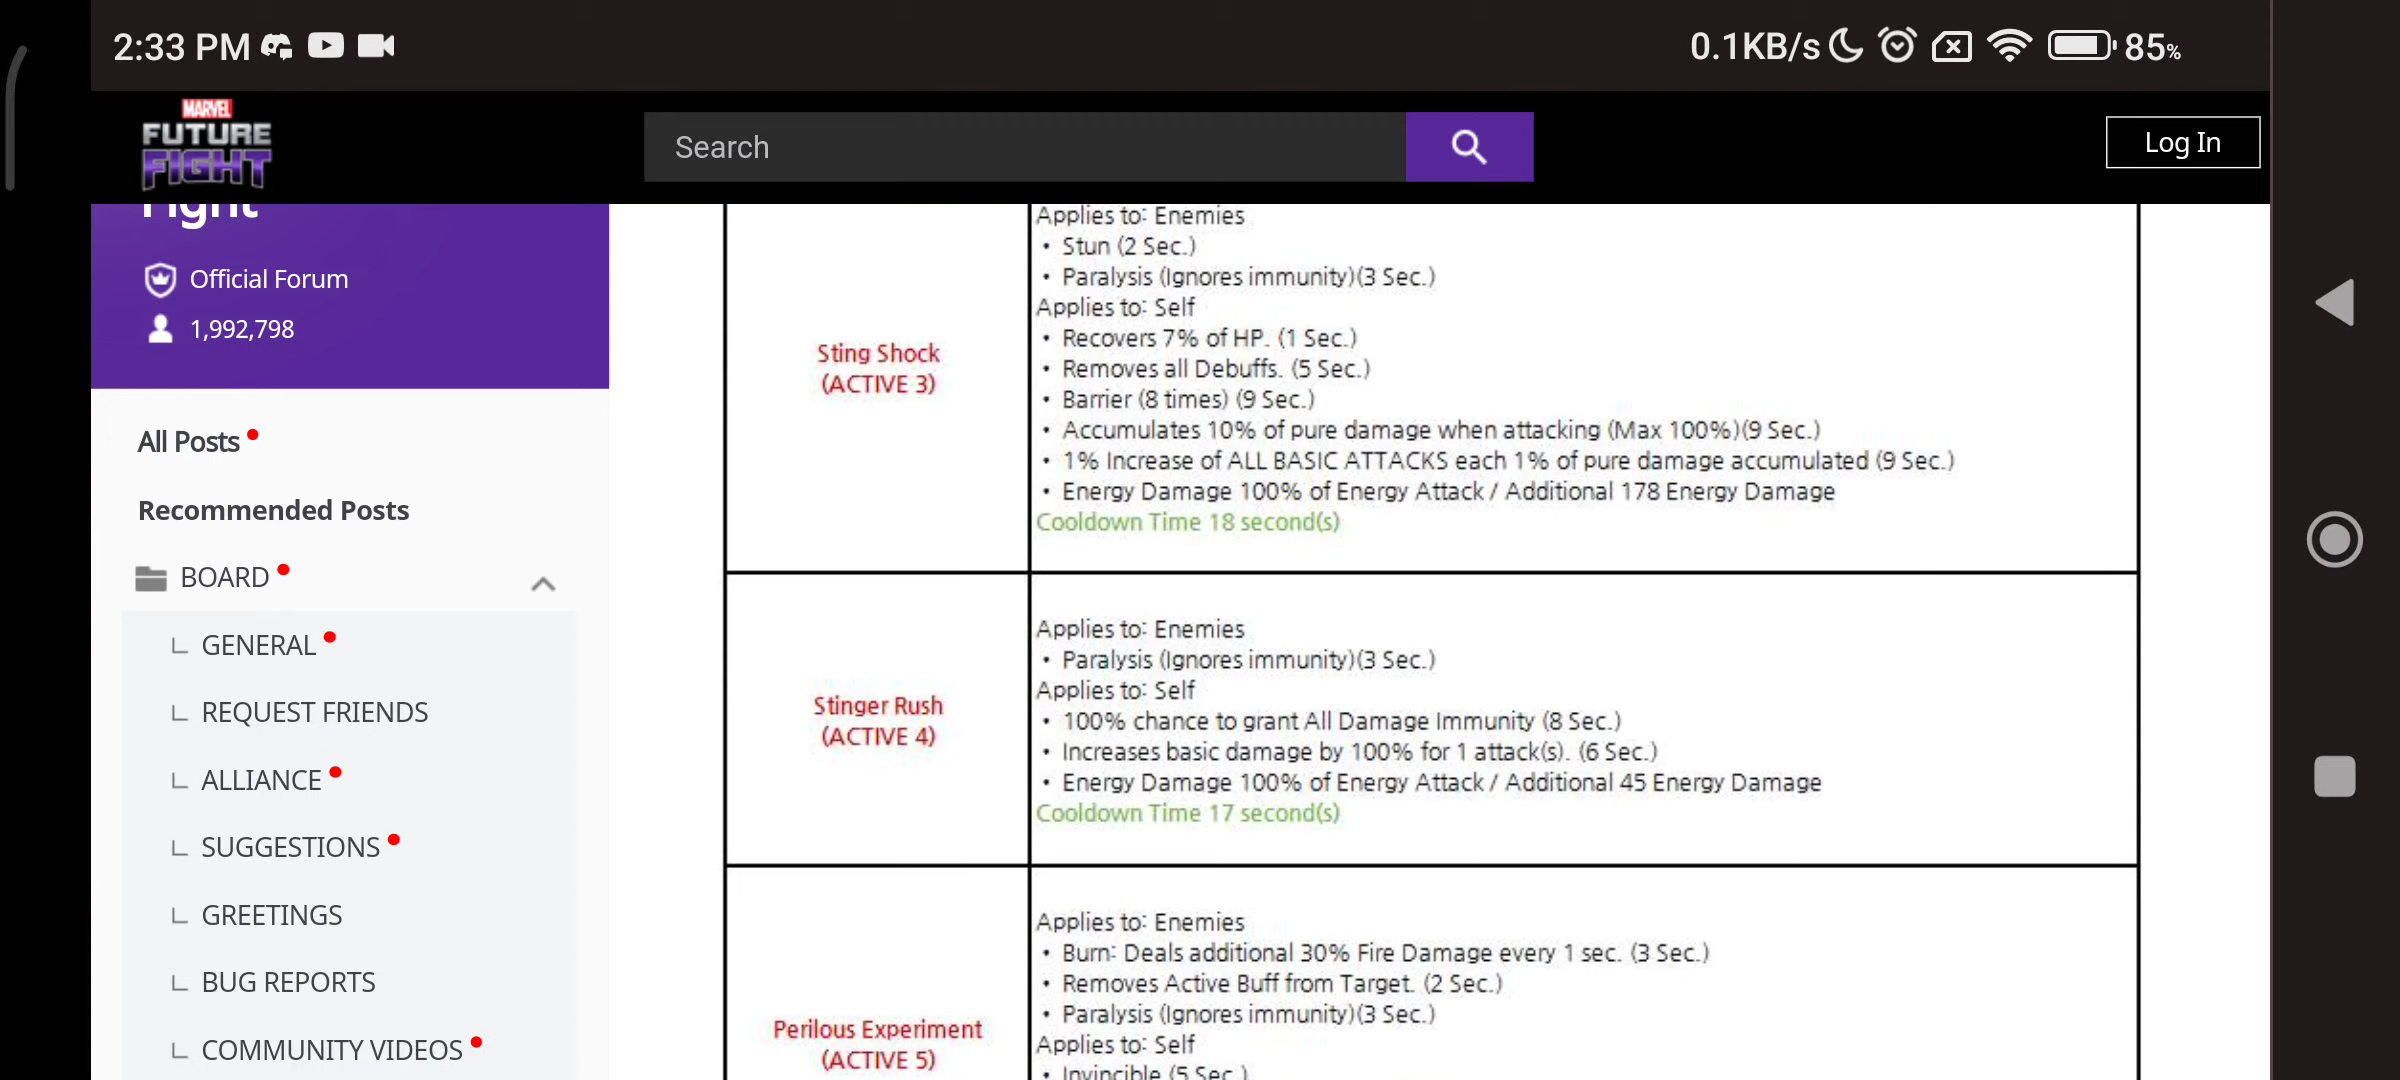 2:33 PM
0.1KB/s
85%
MARVEL
FUTURE
FIGHT
Search
Log In
Fight
Official Forum
1,992,798
All Posts
Recommended Posts
BOARD
GENERAL
REQUEST FRIENDS
ALLIANCE
SUGGESTIONS
GREETINGS
BUG REPORTS
COMMUNITY VIDEOS
Sting Shock
(ACTIVE 3)
Applies to: Enemies
• Stun (2 Sec.)
• Paralysis (Ignores immunity)(3 Sec.)
Applies to: Self
• Recovers 7% of HP. (1 Sec.)
• Removes all Debuffs. (5 Sec.)
• Barrier (8 times) (9 Sec.)
• Accumulates 10% of pure damage when attacking (Max 100%)(9 Sec.)
• 1% Increase of ALL BASIC ATTACKS each 1% of pure damage accumulated (9 Sec.)
• Energy Damage 100% of Energy Attack / Additional 178 Energy Damage
Cooldown Time 18 second(s)
Stinger Rush
(ACTIVE 4)
Applies to: Enemies
• Paralysis (Ignores immunity)(3 Sec.)
Applies to: Self
• 100% chance to grant All Damage Immunity (8 Sec.)
• Increases basic damage by 100% for 1 attack(s). (6 Sec.)
• Energy Damage 100% of Energy Attack / Additional 45 Energy Damage
Cooldown Time 17 second(s)
Perilous Experiment
(ACTIVE 5)
Applies to: Enemies
• Burn: Deals additional 30% Fire Damage every 1 sec. (3 Sec.)
• Removes Active Buff from Target. (2 Sec.)
• Paralysis (Ignores immunity)(3 Sec.)
Applies to: Self
• Invincible (5 Sec.)